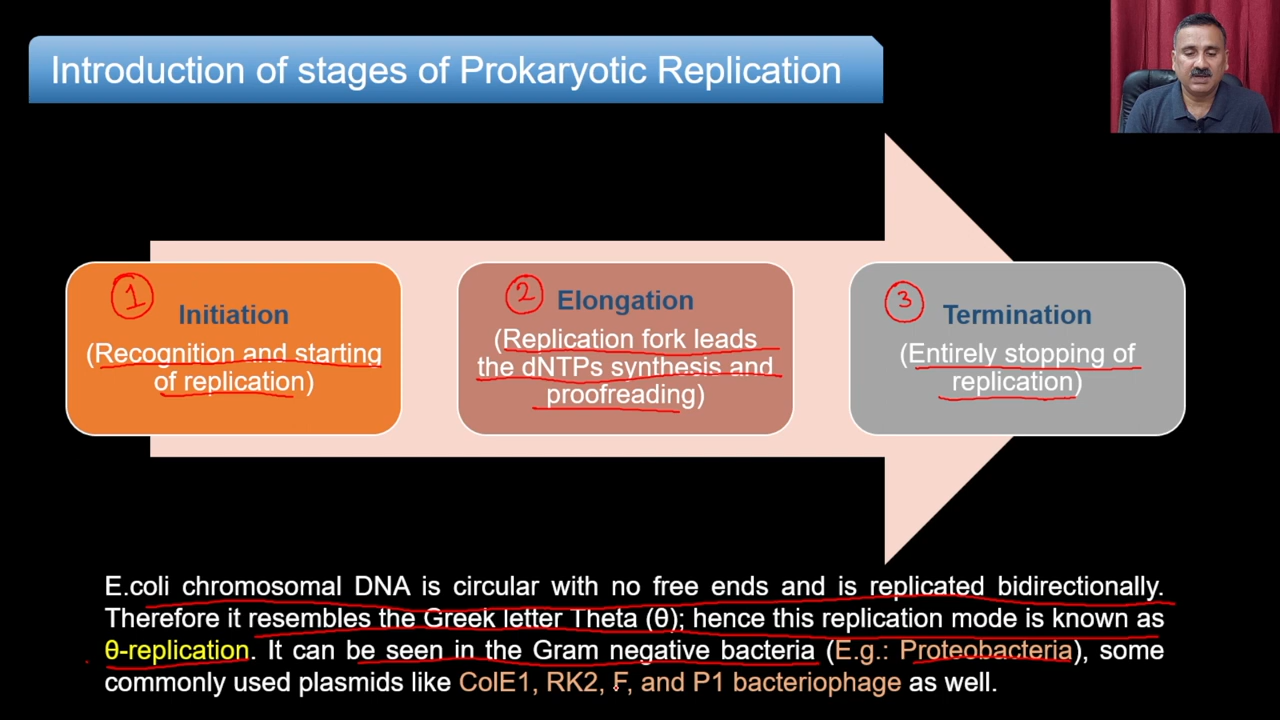 Introduction of stages of Prokaryotic Replication
1
Initiation
(Recognition and starting
of replication)
2
Elongation
(Replication fork leads
the dNTPs synthesis and
proofreading)
3
Termination
(Entirely stopping of
replication)
E.coli chromosomal DNA is circular with no free ends and is replicated bidirectionally.
Therefore it resembles the Greek letter Theta (θ); hence this replication mode is known as
θ-replication. It can be seen in the Gram negative bacteria (E.g.: Proteobacteria), some
commonly used plasmids like ColE1, RK2, F, and P1 bacteriophage as well.